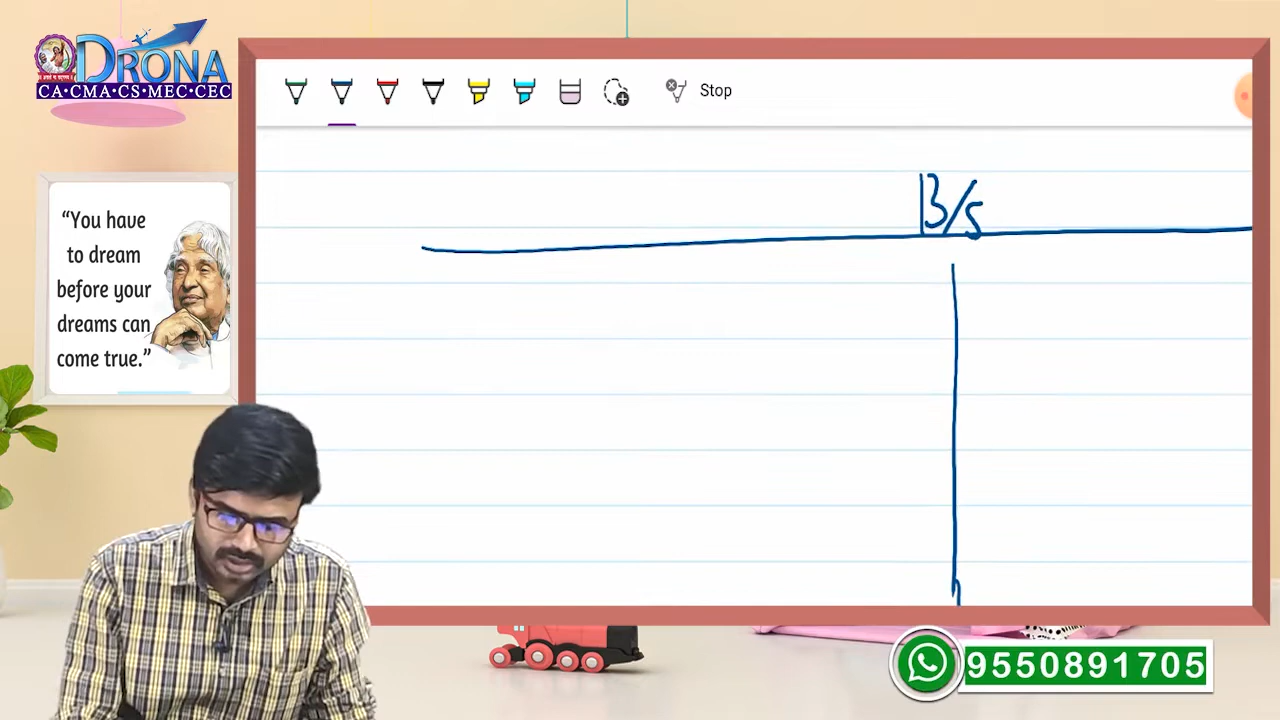 DRONA
CA•CMA•CS•MEC•CEC
“You have
to dream
before your
dreams can
come true.”
Stop
B/S
9550891705